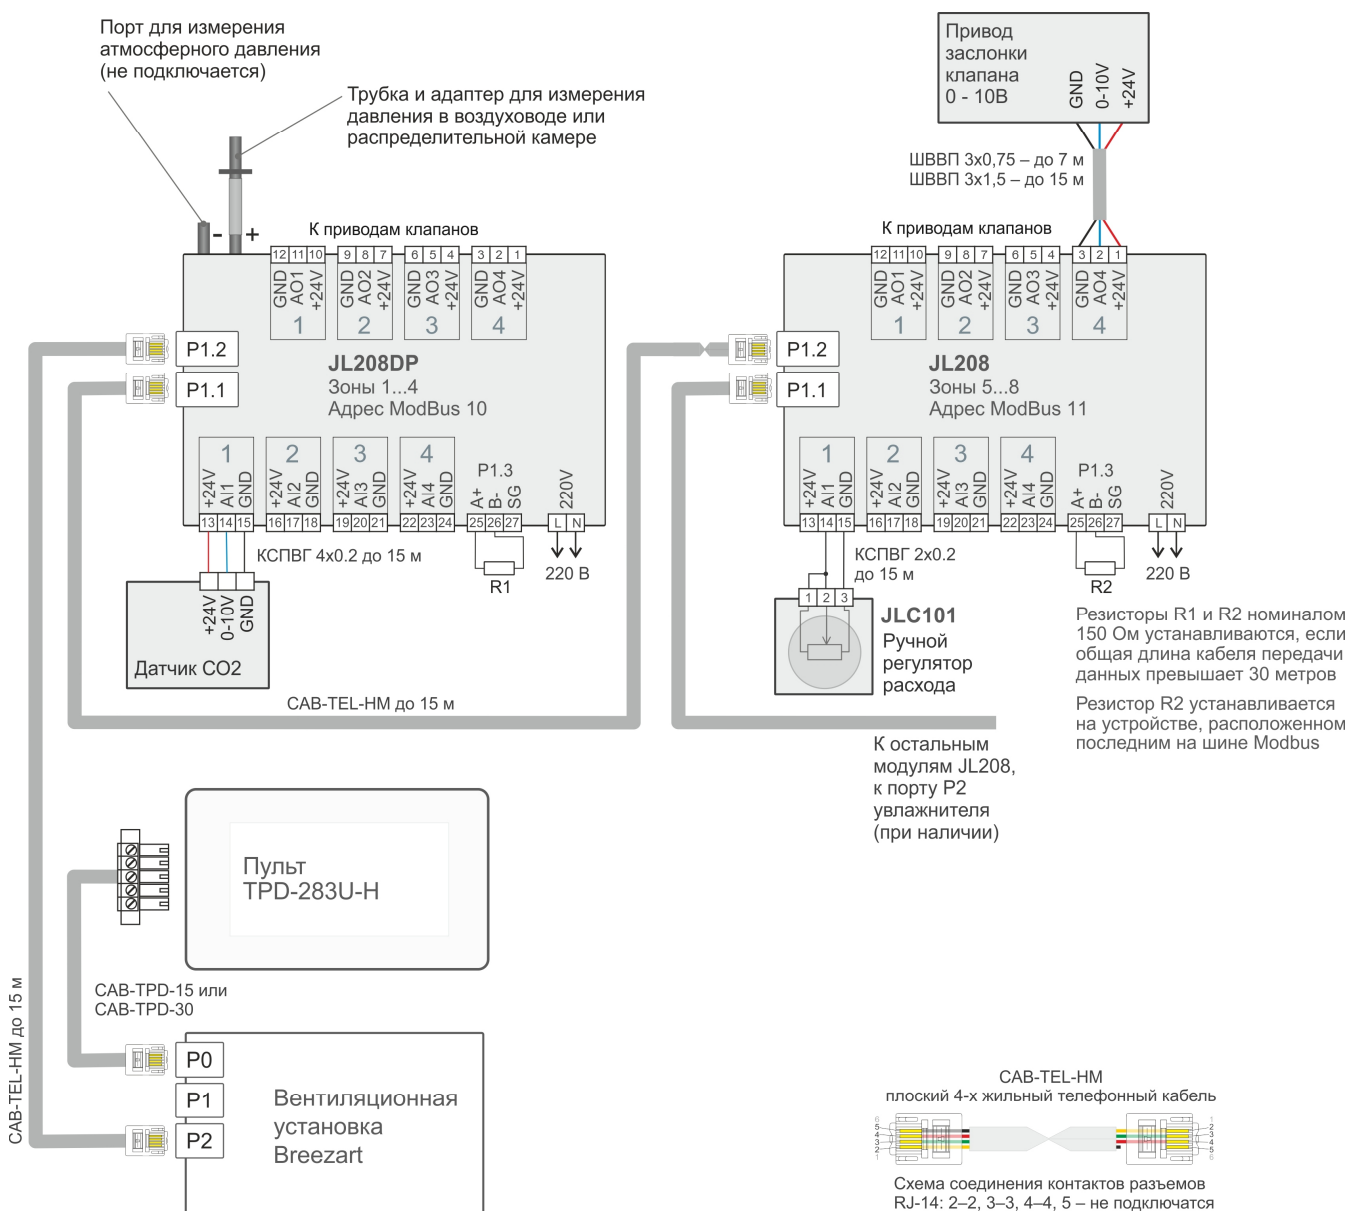 Порт для измерения
атмосферного давления
(не подключается)
Трубка и адаптер для измерения
давления в воздуховоде или
распределительной камере
- +
К приводам клапанов
12 11 10 9 8 7 6 5 4 3 2 1
GND AO1 +24V GND AO2 +24V GND AO3 +24V GND AO4 +24V
1 2 3 4
P1.2
P1.1
JL208DP
Зоны 1...4
Адрес ModBus 10
1 2 3 4
P1.3
+24V AI1 GND +24V AI2 GND +24V AI3 GND +24V AI4 GND A+ B- SG 220V
13 14 15 16 17 18 19 20 21 22 23 24 25 26 27 L N
КСПВГ 4x0.2 до 15 м
R1
220 В
+24V 0-10V GND
Датчик CO2
CAB-TEL-HM до 15 м
Привод
заслонки
клапана
0 - 10В
GND 0-10V +24V
ШВВП 3x0,75 – до 7 м
ШВВП 3x1,5 – до 15 м
К приводам клапанов
12 11 10 9 8 7 6 5 4 3 2 1
GND AO1 +24V GND AO2 +24V GND AO3 +24V GND AO4 +24V
1 2 3 4
P1.2
P1.1
JL208
Зоны 5...8
Адрес ModBus 11
1 2 3 4
P1.3
+24V AI1 GND +24V AI2 GND +24V AI3 GND +24V AI4 GND A+ B- SG 220V
13 14 15 16 17 18 19 20 21 22 23 24 25 26 27 L N
КСПВГ 2x0.2
до 15 м
R2
220 В
1 2 3
JLC101
Ручной
регулятор
расхода
Резисторы R1 и R2 номиналом
150 Ом устанавливаются, если
общая длина кабеля передачи
данных превышает 30 метров
Резистор R2 устанавливается
на устройстве, расположенном
последним на шине Modbus
К остальным
модулям JL208,
к порту P2
увлажнителя
(при наличии)
Пульт
TPD-283U-H
CAB-TPD-15 или
CAB-TPD-30
CAB-TEL-HM до 15 м
P0
P1
P2
Вентиляционная
установка
Breezart
CAB-TEL-HM
плоский 4-х жильный телефонный кабель
6 1
5 2
4 3
3 4
2 5
1 6
Схема соединения контактов разъемов
RJ-14: 2–2, 3–3, 4–4, 5 – не подключатся